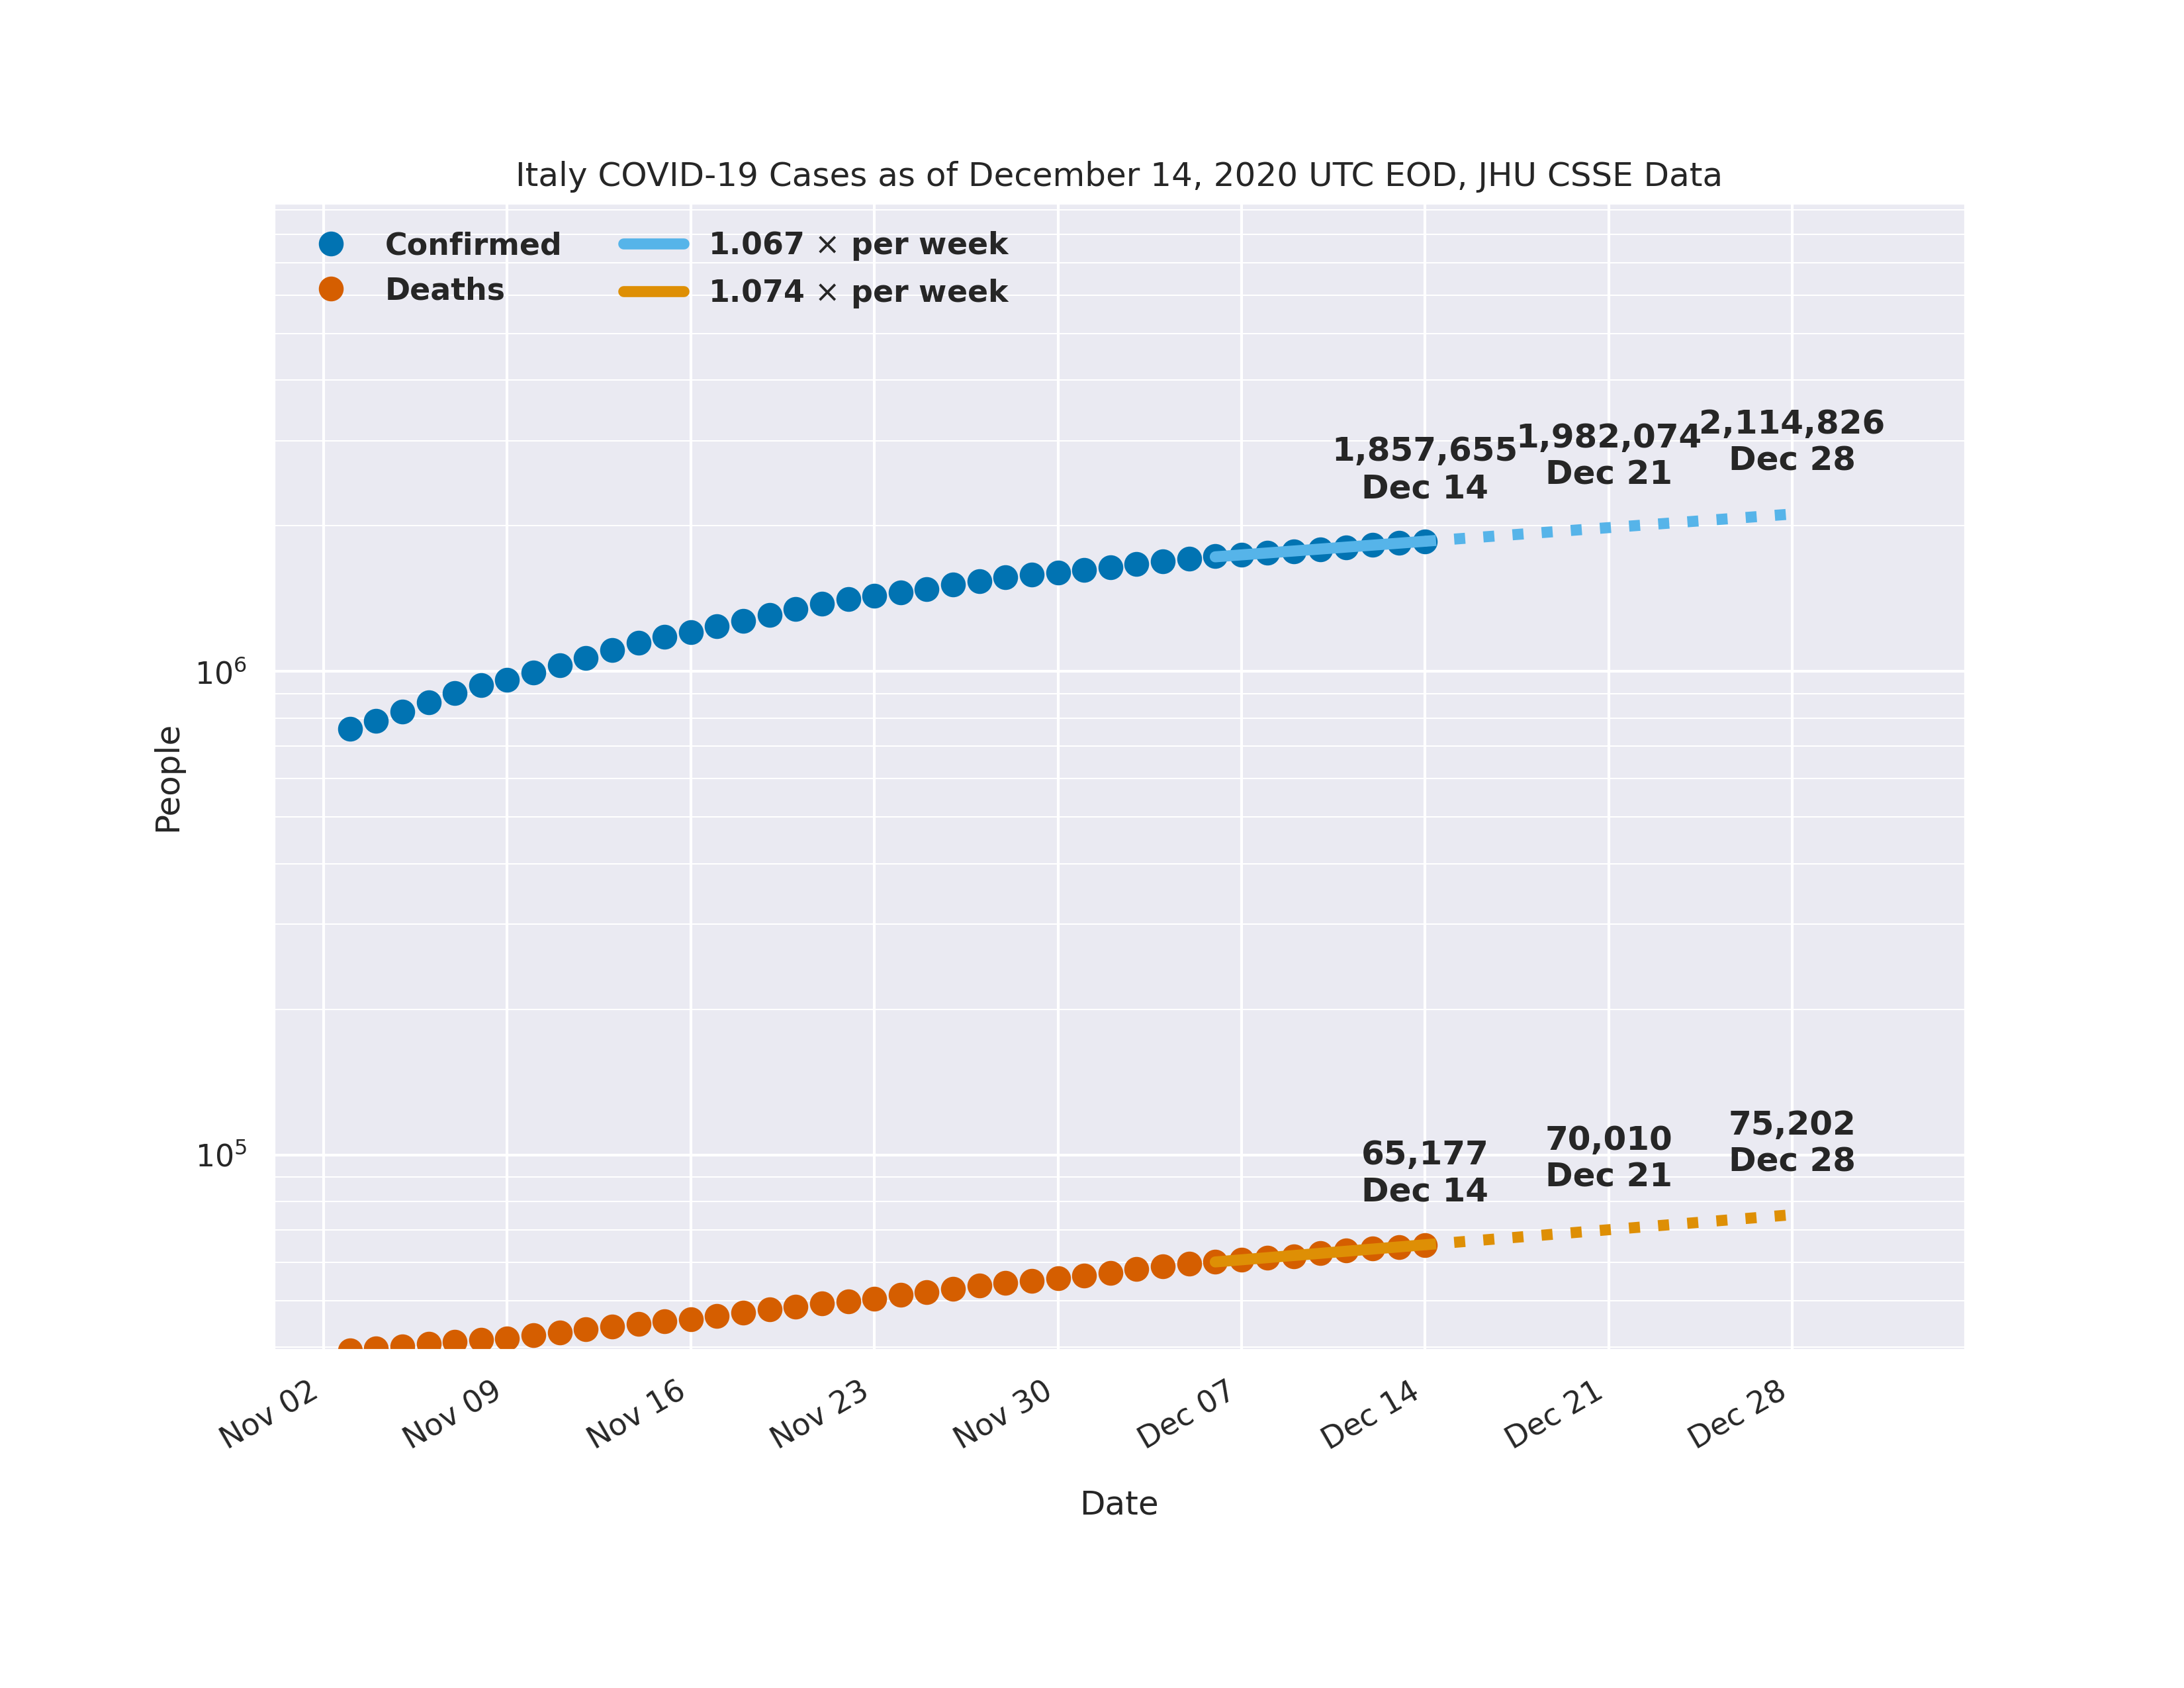 Italy COVID-19 Cases as of December 14, 2020 UTC EOD, JHU CSSE Data
Confirmed
Deaths
1.067 × per week
1.074 × per week
1,857,655
Dec 14
1,982,074
Dec 21
2,114,826
Dec 28
10⁶
People
10⁵
65,177
Dec 14
70,010
Dec 21
75,202
Dec 28
Nov 02
Nov 09
Nov 16
Nov 23
Nov 30
Dec 07
Dec 14
Dec 21
Dec 28
Date